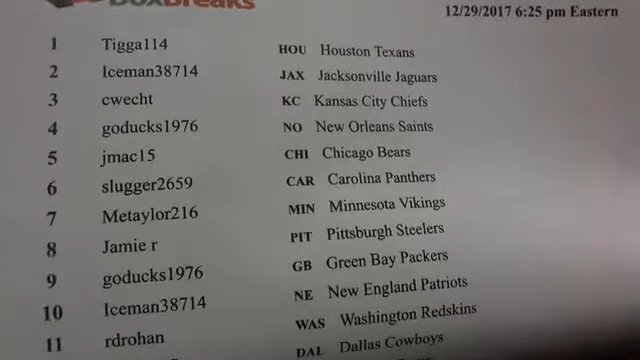 BoxBreaks
12/29/2017 6:25 pm Eastern
1 Tigga114 HOU Houston Texans
2 Iceman38714 JAX Jacksonville Jaguars
3 cwecht KC Kansas City Chiefs
4 goducks1976 NO New Orleans Saints
5 jmac15 CHI Chicago Bears
6 slugger2659 CAR Carolina Panthers
7 Metaylor216 MIN Minnesota Vikings
8 Jamie r PIT Pittsburgh Steelers
9 goducks1976 GB Green Bay Packers
10 Iceman38714 NE New England Patriots
11 rdrohan WAS Washington Redskins
DAL Dallas Cowboys